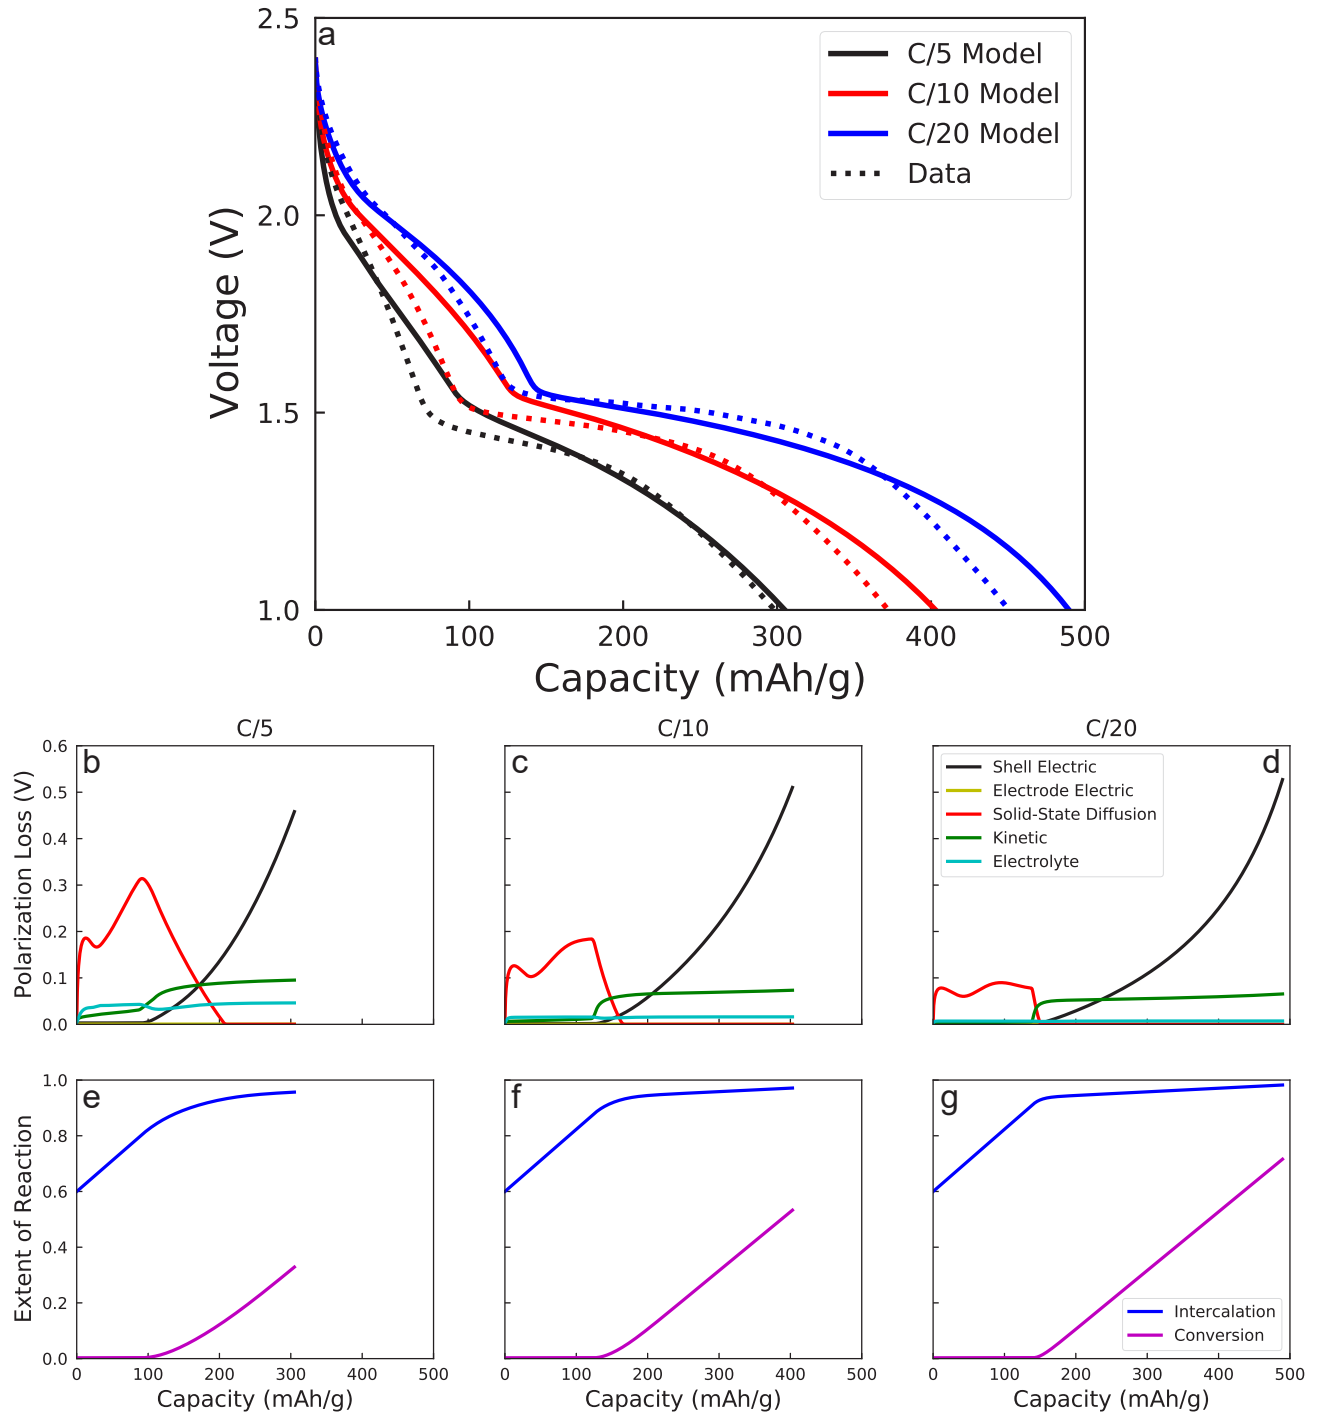 a
2.5
2.0
1.5
1.0
Voltage (V)
C/5 Model
C/10 Model
C/20 Model
Data
0 100 200 300 400 500
Capacity (mAh/g)
C/5 C/10 C/20
Polarization Loss (V)
0.6
0.5
0.4
0.3
0.2
0.1
0.0
b
c
d
Shell Electric
Electrode Electric
Solid-State Diffusion
Kinetic
Electrolyte
Extent of Reaction
1.0
0.8
0.6
0.4
0.2
0.0
e
f
g
Intercalation
Conversion
0 100 200 300 400 500
0 100 200 300 400 500
0 100 200 300 400 500
Capacity (mAh/g)
Capacity (mAh/g)
Capacity (mAh/g)